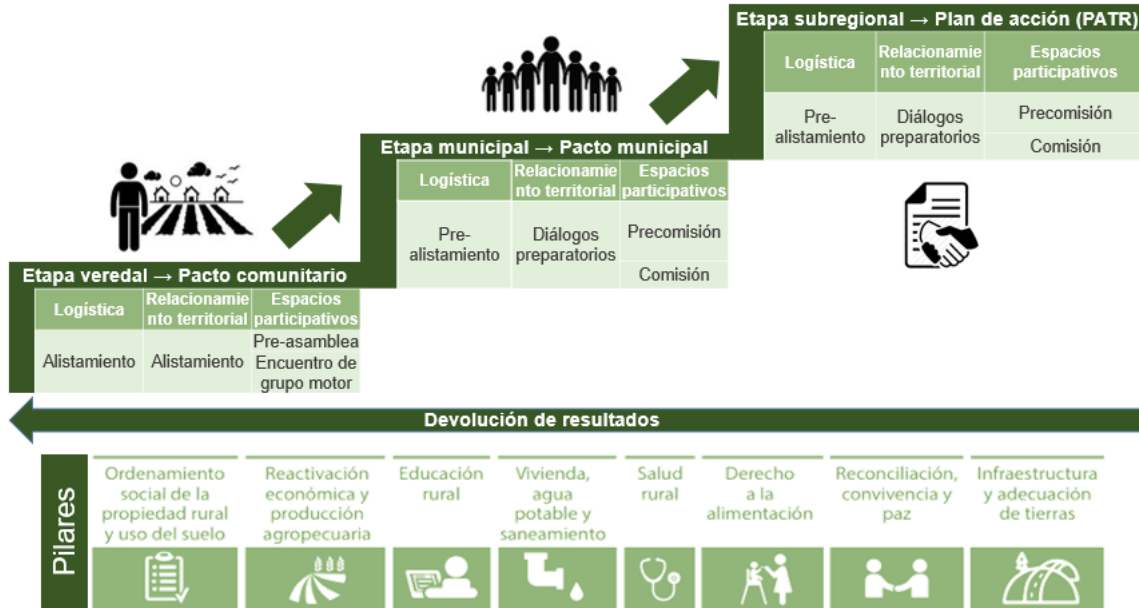 Etapa subregional → Plan de acción (PATR)
Logística
Relacionamie
nto territorial
Espacios
participativos
Pre-
alistamiento
Diálogos
preparatorios
Precomisión
Comisión
Etapa municipal → Pacto municipal
Logística
Relacionamie
nto territorial
Espacios
participativos
Pre-
alistamiento
Diálogos
preparatorios
Precomisión
Comisión
Etapa veredal → Pacto comunitario
Logística
Relacionamie
nto territorial
Espacios
participativos
Alistamiento
Alistamiento
Pre-asamblea
Encuentro de
grupo motor
Devolución de resultados
Pilares
Ordenamiento
social de la
propiedad rural
y uso del suelo
Reactivación
económica y
producción
agropecuaria
Educación
rural
Vivienda,
agua
potable y
saneamiento
Salud
rural
Derecho
a la
alimentación
Reconciliación,
convivencia y
paz
Infraestructura
y adecuación
de tierras